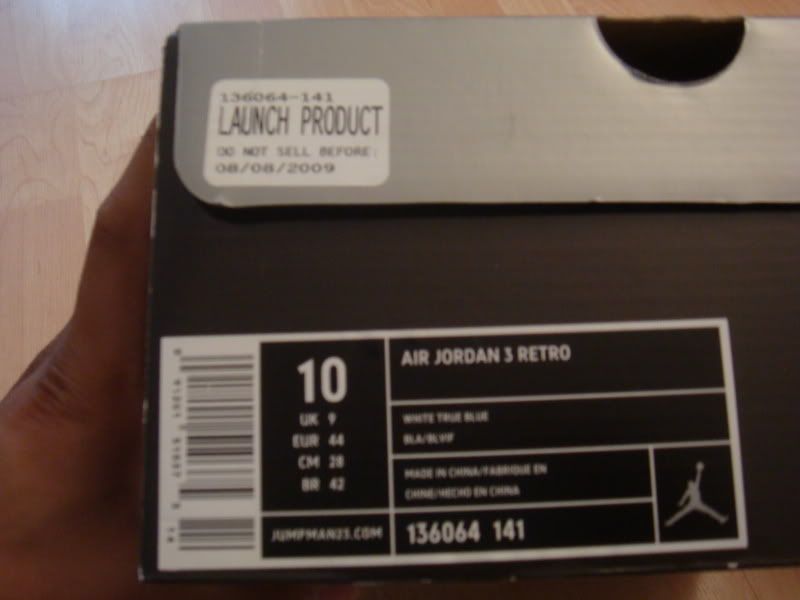 136064-141
LAUNCH PRODUCT
DO NOT SELL BEFORE:
08/08/2009
10
UK 9
EUR 44
CM 28
BR 42
JUMPMAN23.COM
AIR JORDAN 3 RETRO
WHITE TRUE BLUE
MADE IN CHINA/FABRIQUE EN
CHINE/HECHO EN CHINA
136064 141